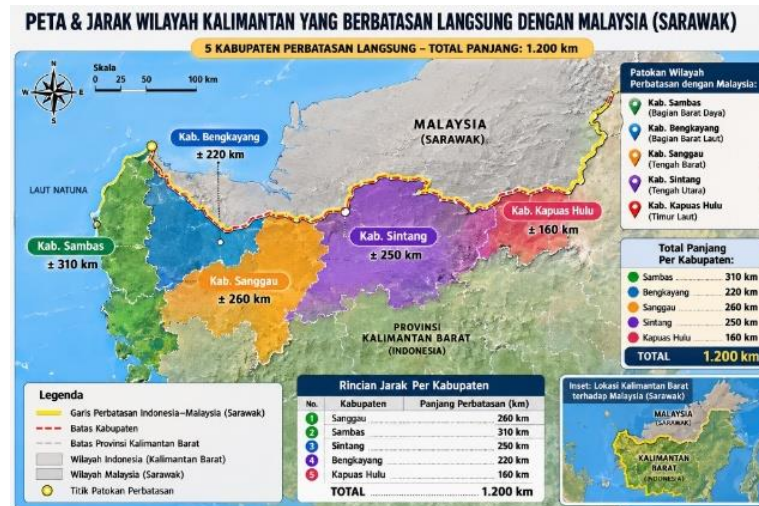 PETA & JARAK WILAYAH KALIMANTAN YANG BERBATASAN LANGSUNG DENGAN MALAYSIA (SARAWAK)
5 KABUPATEN PERBATASAN LANGSUNG – TOTAL PANJANG: 1.200 km
N
W E
S
Skala
0 25 50 100 km
Kab. Bengkayang
± 220 km
MALAYSIA
(SARAWAK)
LAUT NATUNA
Kab. Sambas
± 310 km
Kab. Sanggau
± 260 km
Kab. Sintang
± 250 km
Kab. Kapuas Hulu
± 160 km
PROVINSI
KALIMANTAN BARAT
(INDONESIA)
Patokan Wilayah
Perbatasan dengan Malaysia:
Kab. Sambas
(Bagian Barat Daya)
Kab. Bengkayang
(Bagian Barat Laut)
Kab. Sanggau
(Tengah Barat)
Kab. Sintang
(Tengah Utara)
Kab. Kapuas Hulu
(Timur Laut)
Total Panjang
Per Kabupaten:
Sambas 310 km
Bengkayang 220 km
Sanggau 260 km
Sintang 250 km
Kapuas Hulu 160 km
TOTAL 1.200 km
Legenda
Garis Perbatasan Indonesia–Malaysia (Sarawak)
Batas Kabupaten
Batas Provinsi Kalimantan Barat
Wilayah Indonesia (Kalimantan Barat)
Wilayah Malaysia (Sarawak)
Titik Patokan Perbatasan
Rincian Jarak Per Kabupaten
No. Kabupaten Panjang Perbatasan (km)
1 Sanggau 260 km
2 Sambas 310 km
3 Sintang 250 km
4 Bengkayang 220 km
5 Kapuas Hulu 160 km
TOTAL 1.200 km
Inset: Lokasi Kalimantan Barat
terhadap Malaysia (Sarawak)
MALAYSIA
(SARAWAK)
KALIMANTAN
BARAT
(INDONESIA)